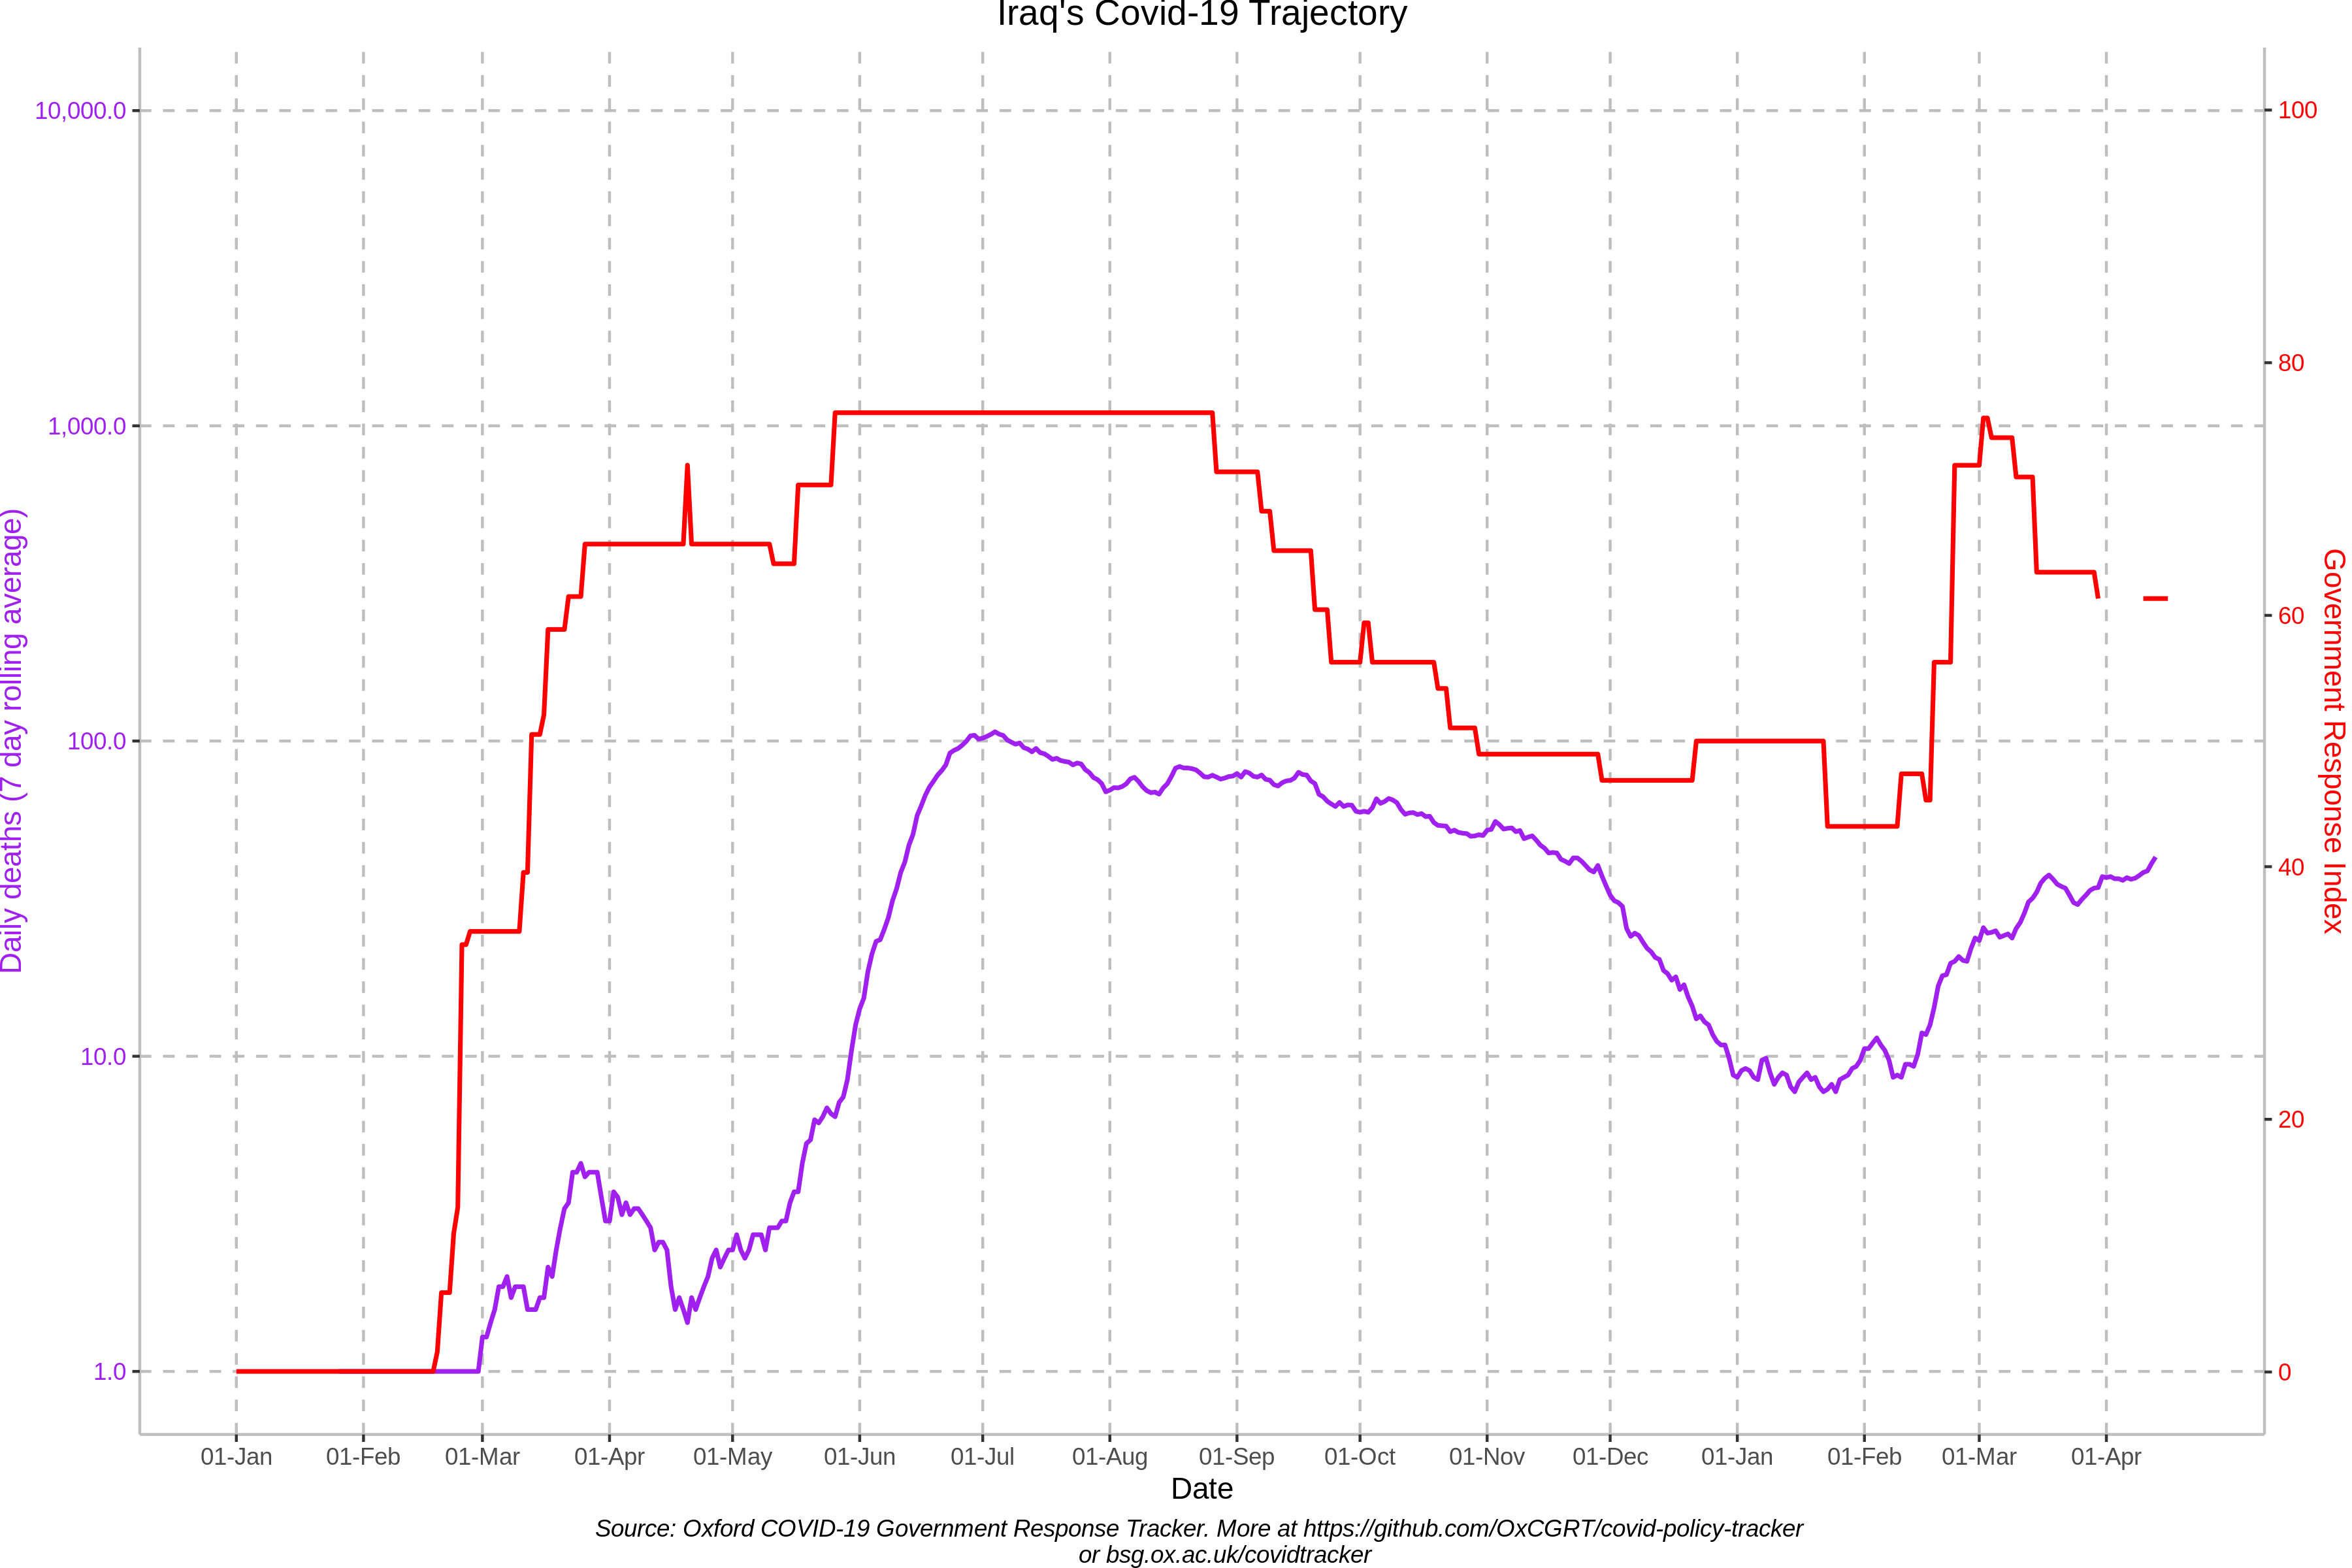 Iraq's Covid-19 Trajectory
10,000.0
1,000.0
100.0
10.0
1.0
Daily deaths (7 day rolling average)
100
80
60
40
20
0
Government Response Index
01-Jan 01-Feb 01-Mar 01-Apr 01-May 01-Jun 01-Jul 01-Aug 01-Sep 01-Oct 01-Nov 01-Dec 01-Jan 01-Feb 01-Mar 01-Apr
Date
Source: Oxford COVID-19 Government Response Tracker. More at https://github.com/OxCGRT/covid-policy-tracker
or bsg.ox.ac.uk/covidtracker